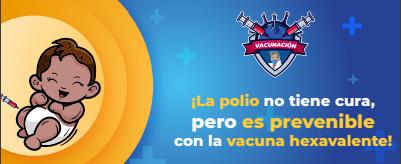 VACUNACIÓN
¡La polio no tiene cura,
pero es prevenible
con la vacuna hexavalente!